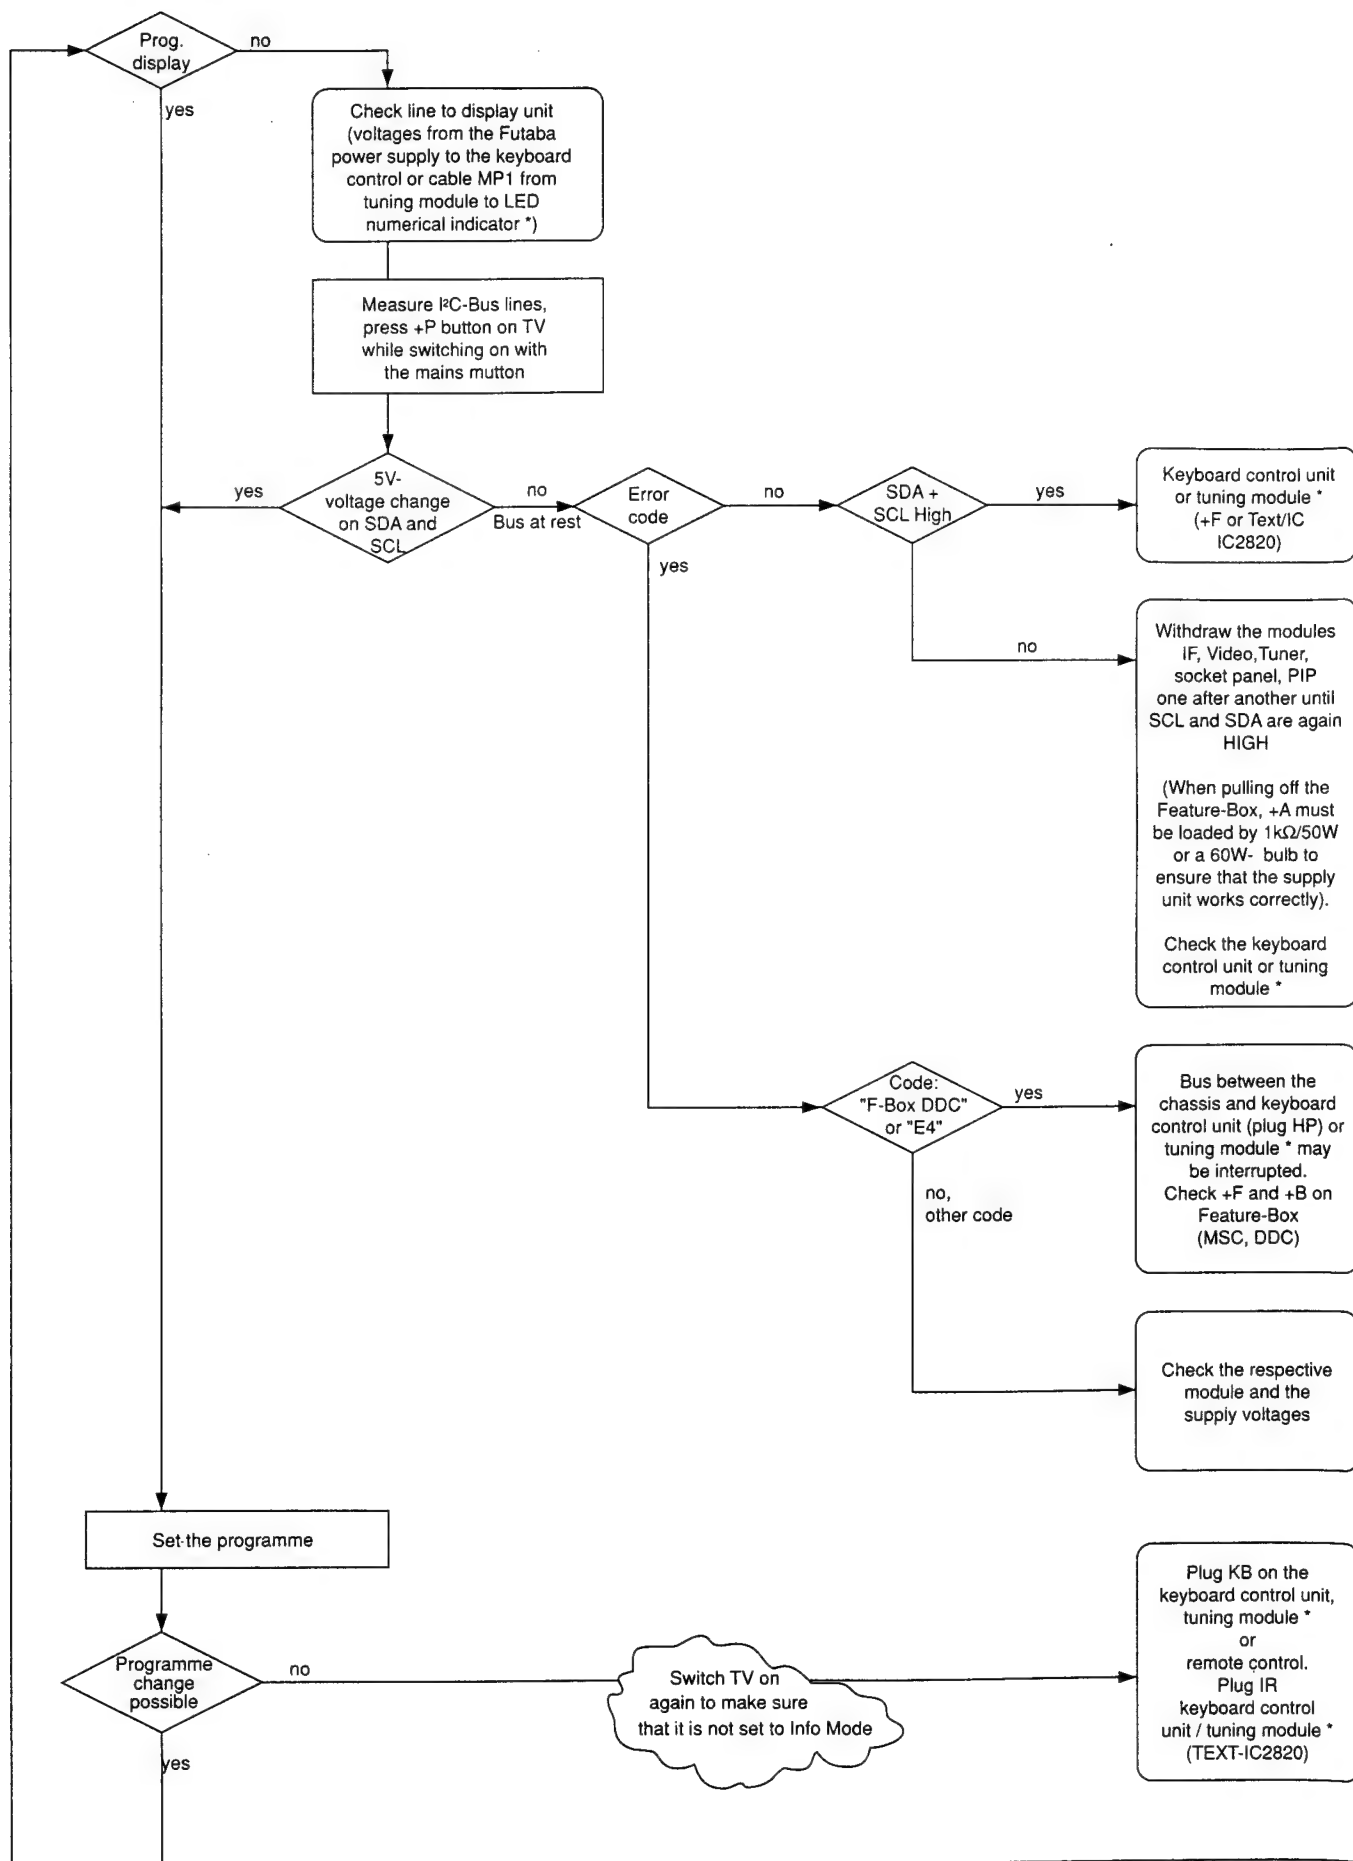 Prog.
display
no
yes
Check line to display unit
(voltages from the Futaba
power supply to the keyboard
control or cable MP1 from
tuning module to LED
numerical indicator *)
Measure I²C-Bus lines,
press +P button on TV
while switching on with
the mains mutton
5V-
voltage change
on SDA and
SCL
yes
no
Bus at rest
Error
code
no
yes
SDA +
SCL High
yes
no
Keyboard control unit
or tuning module *
(+F or Text/IC
IC2820)
Withdraw the modules
IF, Video,Tuner,
socket panel, PIP
one after another until
SCL and SDA are again
HIGH
(When pulling off the
Feature-Box, +A must
be loaded by 1kΩ/50W
or a 60W- bulb to
ensure that the supply
unit works correctly).
Check the keyboard
control unit or tuning
module *
Code:
"F-Box DDC"
or "E4"
yes
no,
other code
Bus between the
chassis and keyboard
control unit (plug HP) or
tuning module * may
be interrupted.
Check +F and +B on
Feature-Box
(MSC, DDC)
Check the respective
module and the
supply voltages
Set the programme
Programme
change
possible
no
yes
Switch TV on
again to make sure
that it is not set to Info Mode
Plug KB on the
keyboard control unit,
tuning module *
or
remote control.
Plug IR
keyboard control
unit / tuning module *
(TEXT-IC2820)